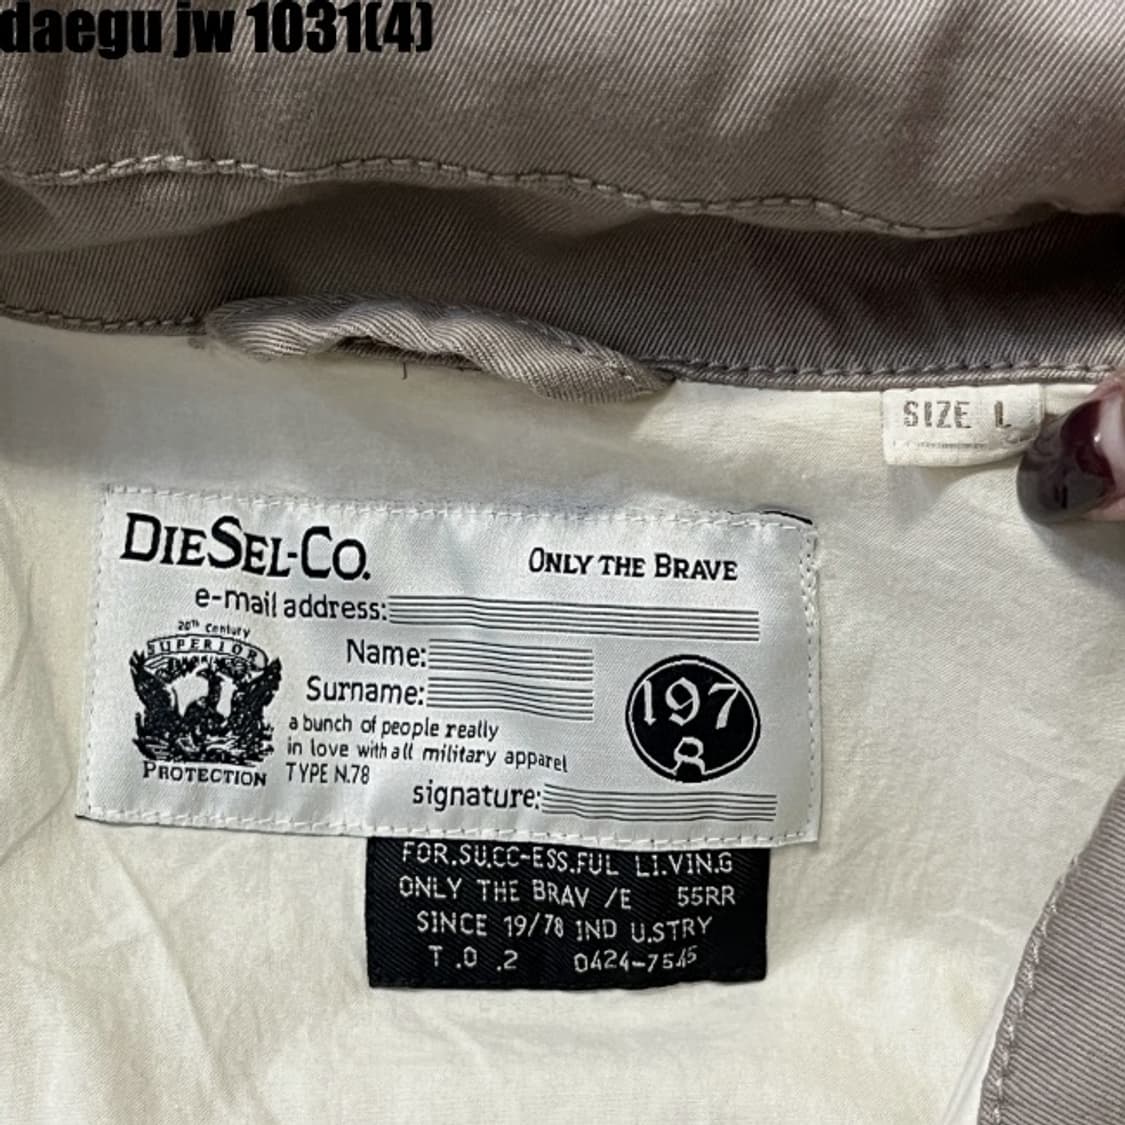 daegu jw 1031(4)
SIZE L
DIESEL-CO.
ONLY THE BRAVE
e-mail address:
20th Century
SUPERIOR
Name:
Surname:
197
8
a bunch of people really
in love with all military apparel
PROTECTION
TYPE N.78
signature:
FOR.SU.CC-ESS.FUL LI.VIN.G
ONLY THE BRAV /E 55RR
SINCE 19/78 IND U.STRY
T .O .2 0424-7545